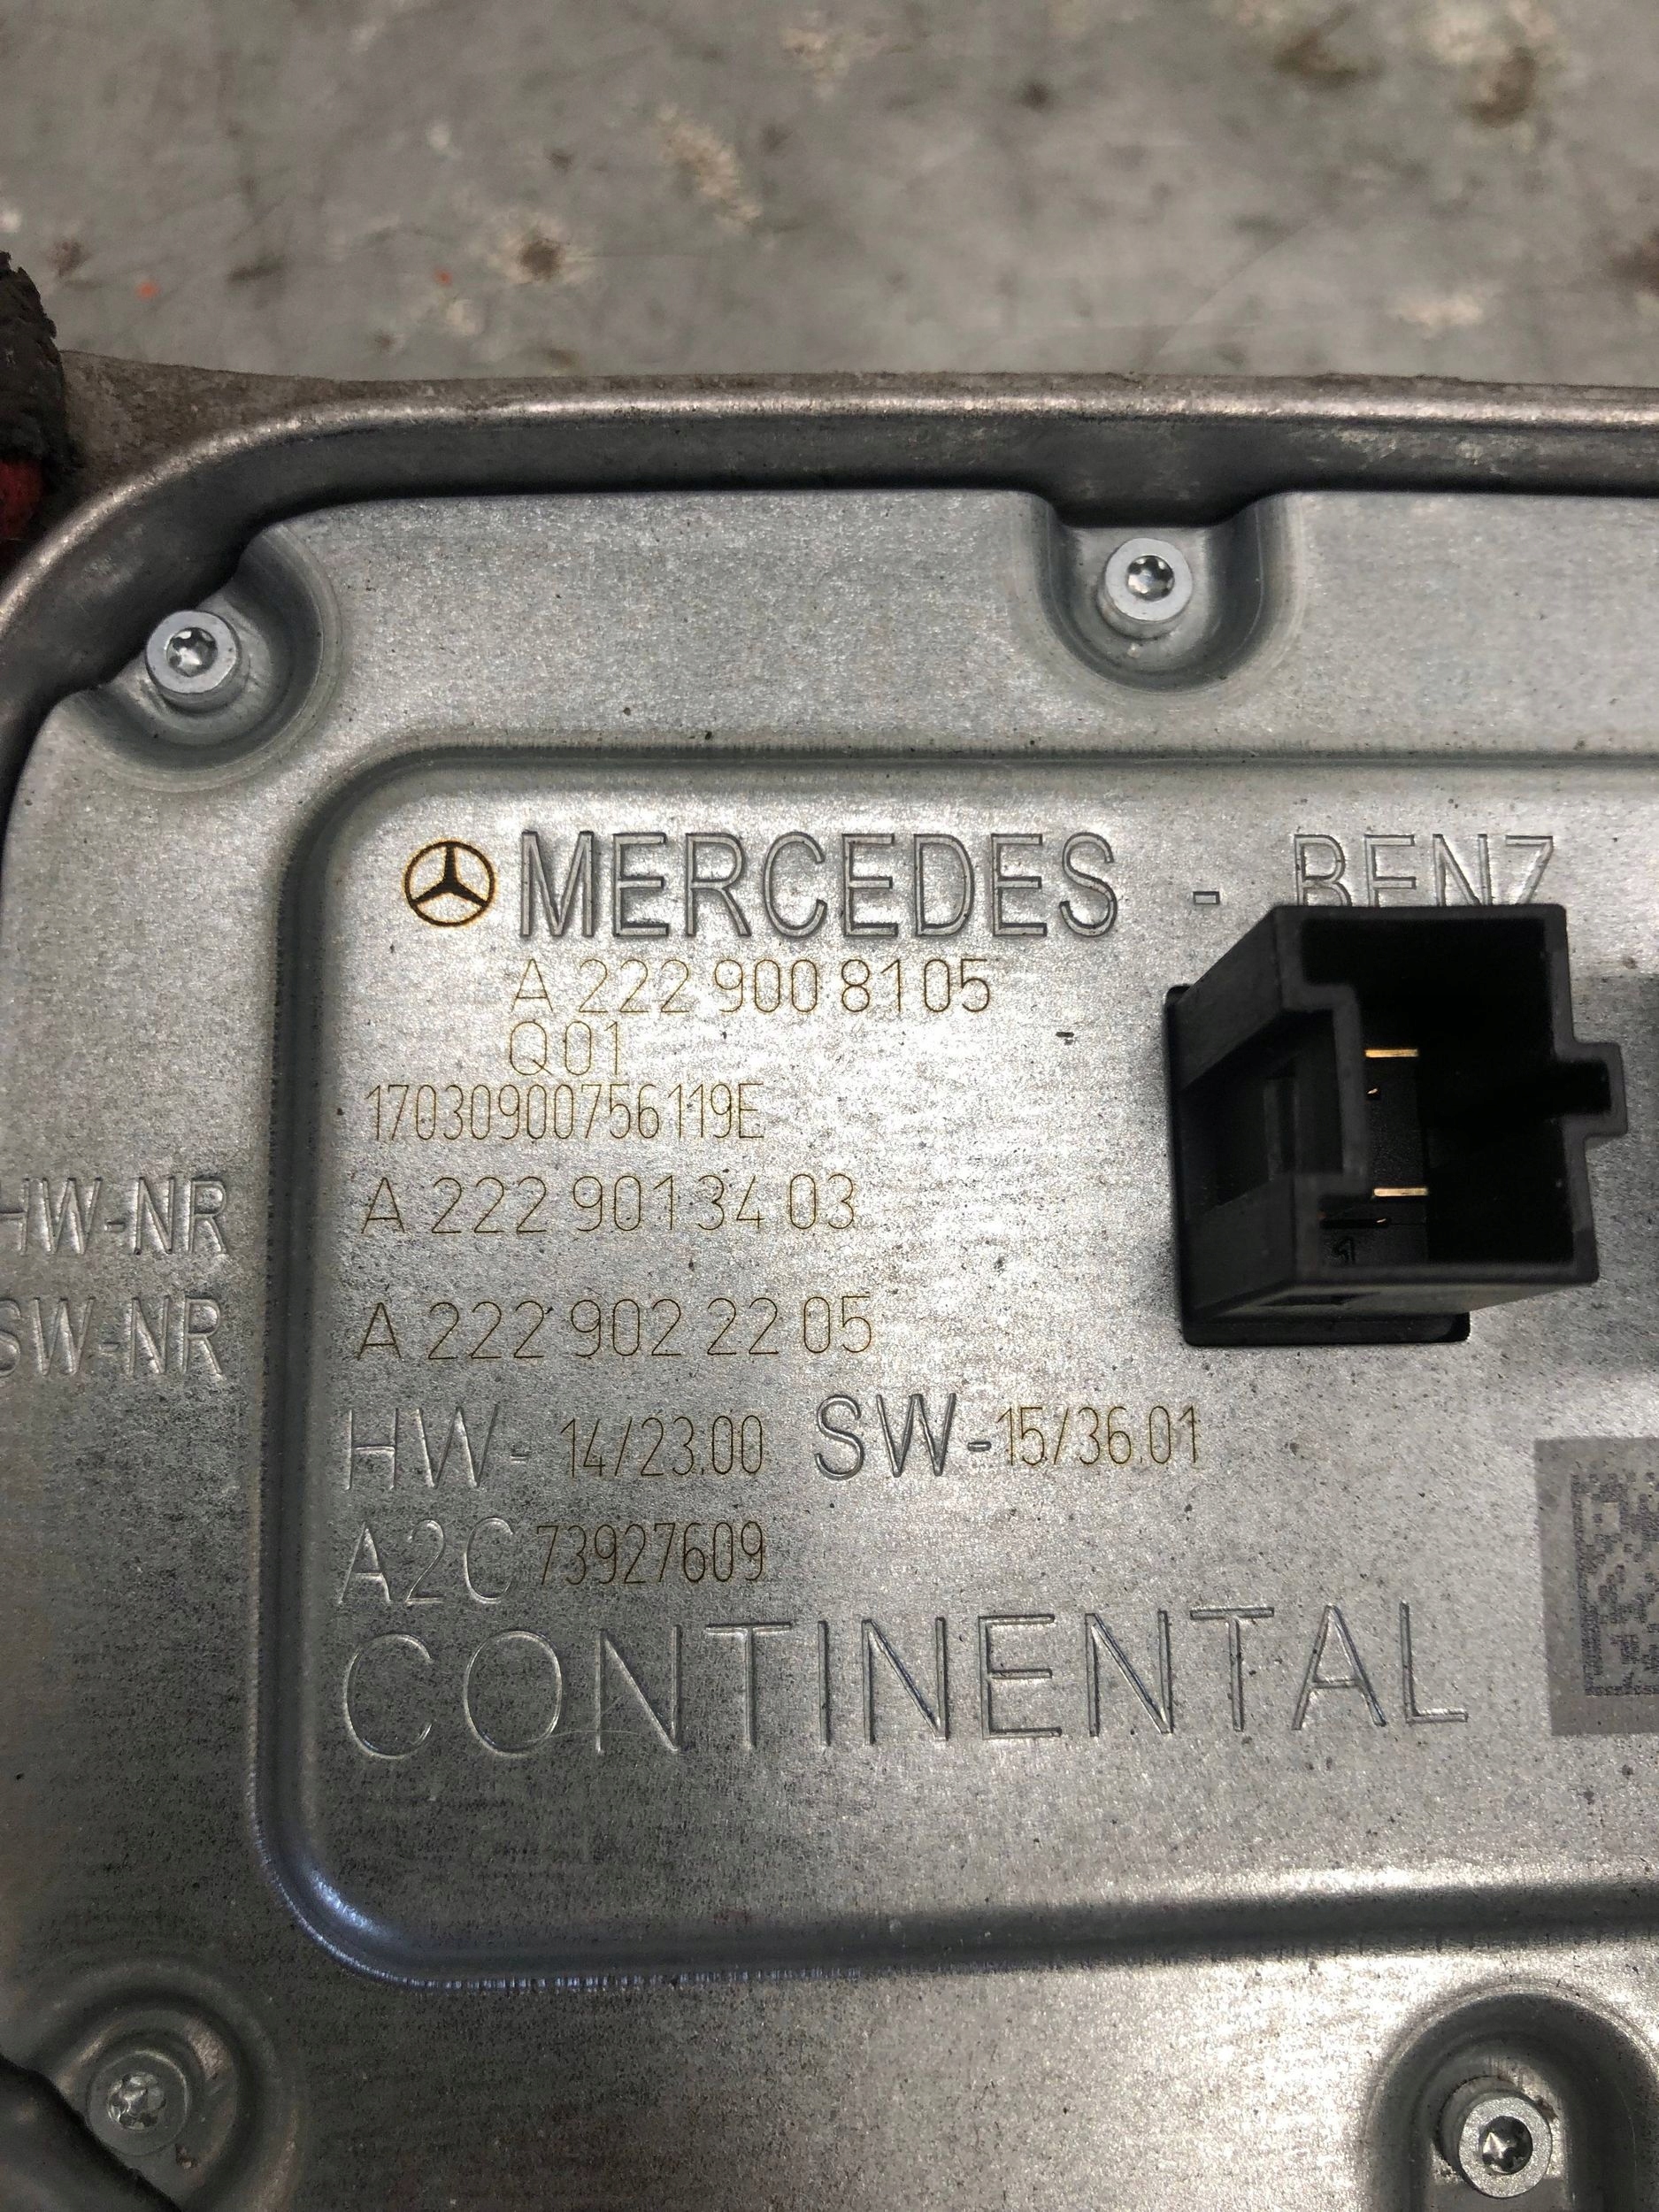 MERCEDES - BENZ
A 222 900 81 05
Q01
17030900756119E
HW-NR A 222 901 34 03
SW-NR A 222 902 22 05
HW- 14/23.00 SW-15/36.01
A2C 73927609
CONTINENTAL
1